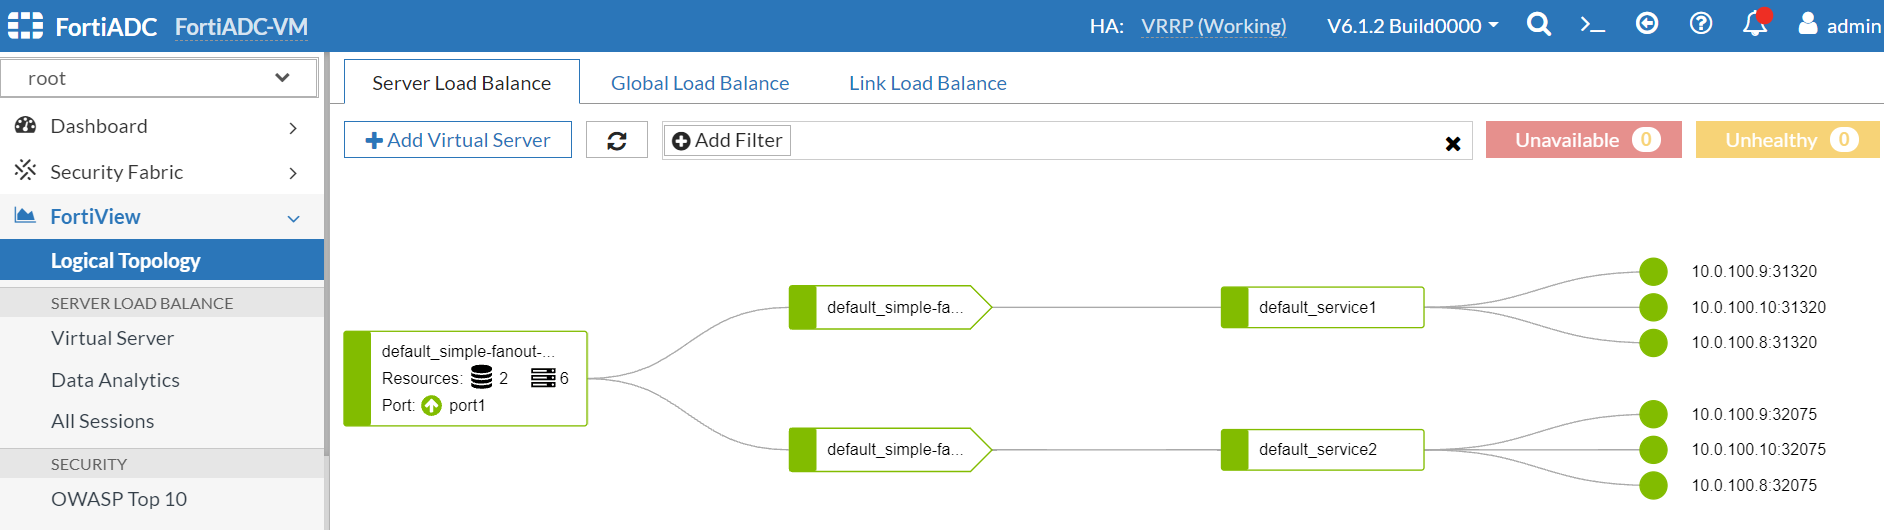 FortiADC FortiADC-VM HA: VRRP (Working) V6.1.2 Build0000 admin
root
Dashboard
Security Fabric
FortiView
Logical Topology
SERVER LOAD BALANCE
Virtual Server
Data Analytics
All Sessions
SECURITY
OWASP Top 10
Server Load Balance Global Load Balance Link Load Balance
Add Virtual Server Add Filter Unavailable 0 Unhealthy 0
default_simple-fanout-...
Resources: 2 6
Port: port1
default_simple-fa...
default_service1
10.0.100.9:31320
10.0.100.10:31320
10.0.100.8:31320
default_simple-fa...
default_service2
10.0.100.9:32075
10.0.100.10:32075
10.0.100.8:32075